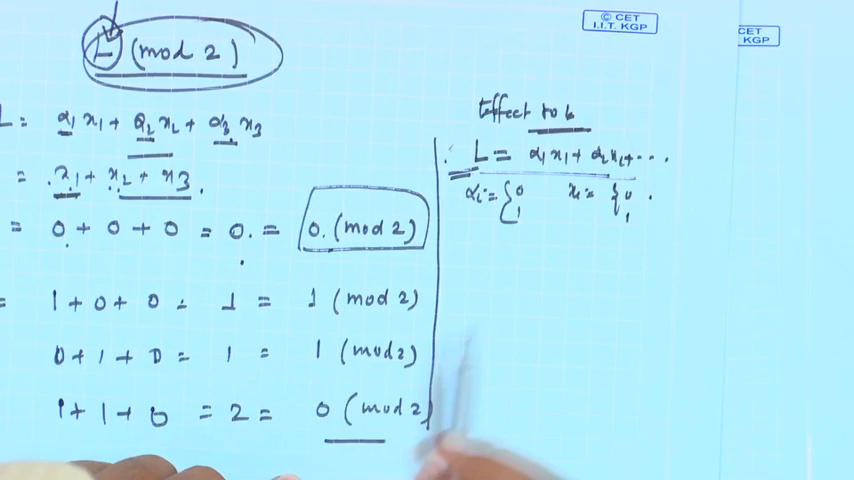 © CET
I.I.T. KGP
CET
KGP
L (mod 2)
L = α₁ x₁ + α₂ x₂ + α₃ x₃
= x₁ + x₂ + x₃
= 0 + 0 + 0 = 0 = 0 (mod 2)
= 1 + 0 + 0 = 1 = 1 (mod 2)
0 + 1 + 0 = 1 = 1 (mod 2)
1 + 1 + 0 = 2 = 0 (mod 2)
Effect
L = α₁ x₁ + α₂ x₂ + ...
αᵢ = { 0 1 xᵢ = { 0 1